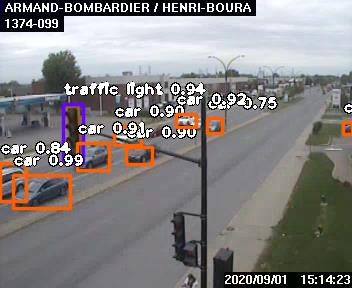 ARMAND-BOMBARDIER / HENRI-BOURA
1374-099
traffic light 0.94
car 0.90
car 0.92
0.75
car 0.91
car 0.90
car 0.84
car 0.99
2020/09/01 15:14:23